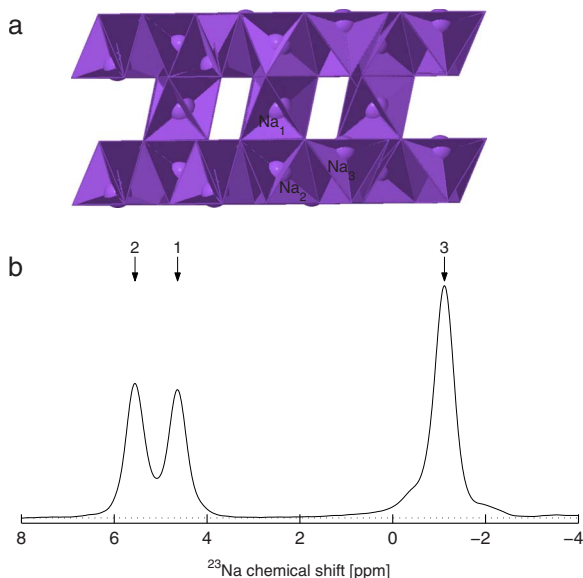 a
Na₁
Na₃
Na₂
b
2 1 3
8 6 4 2 0 −2 −4
²³Na chemical shift [ppm]